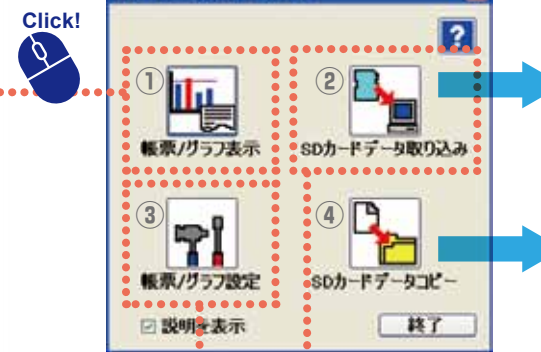 Click!
?
① ②
帳票/グラフ表示 SDカードデータ取り込み
③ ④
帳票/グラフ設定 SDカードデータコピー
説明を表示 終了